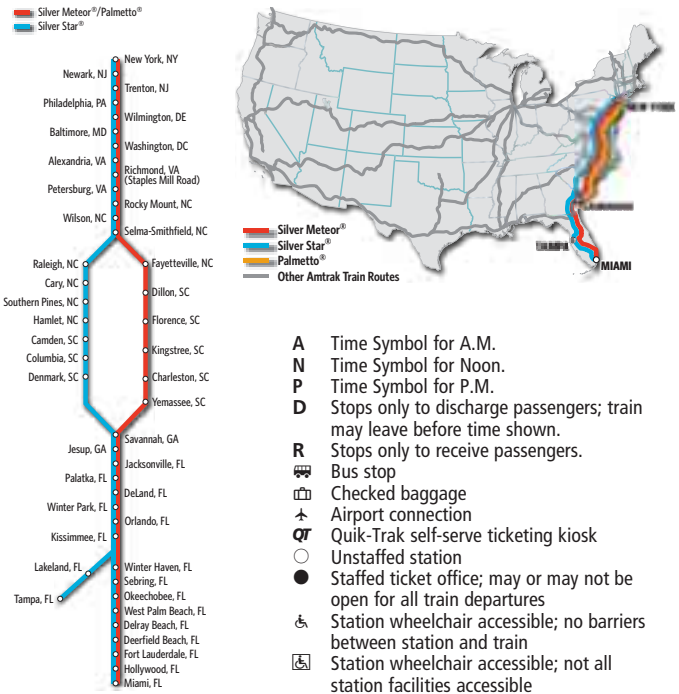 Silver Meteor®/Palmetto®
Silver Star®
New York, NY
Newark, NJ
Trenton, NJ
Philadelphia, PA
Wilmington, DE
Baltimore, MD
Washington, DC
Alexandria, VA
Richmond, VA
(Staples Mill Road)
Petersburg, VA
Rocky Mount, NC
Wilson, NC
Selma-Smithfield, NC
Raleigh, NC
Fayetteville, NC
Cary, NC
Dillon, SC
Southern Pines, NC
Hamlet, NC
Florence, SC
Camden, SC
Kingstree, SC
Columbia, SC
Denmark, SC
Charleston, SC
Yemassee, SC
Savannah, GA
Jesup, GA
Jacksonville, FL
Palatka, FL
DeLand, FL
Winter Park, FL
Orlando, FL
Kissimmee, FL
Lakeland, FL
Winter Haven, FL
Sebring, FL
Tampa, FL
Okeechobee, FL
West Palm Beach, FL
Delray Beach, FL
Deerfield Beach, FL
Fort Lauderdale, FL
Hollywood, FL
Miami, FL
NEW YORK
TAMPA
MIAMI
Silver Meteor®
Silver Star®
Palmetto®
Other Amtrak Train Routes
A Time Symbol for A.M.
N Time Symbol for Noon.
P Time Symbol for P.M.
D Stops only to discharge passengers; train
may leave before time shown.
R Stops only to receive passengers.
Bus stop
Checked baggage
Airport connection
QT Quik-Trak self-serve ticketing kiosk
Unstaffed station
Staffed ticket office; may or may not be
open for all train departures
Station wheelchair accessible; no barriers
between station and train
Station wheelchair accessible; not all
station facilities accessible